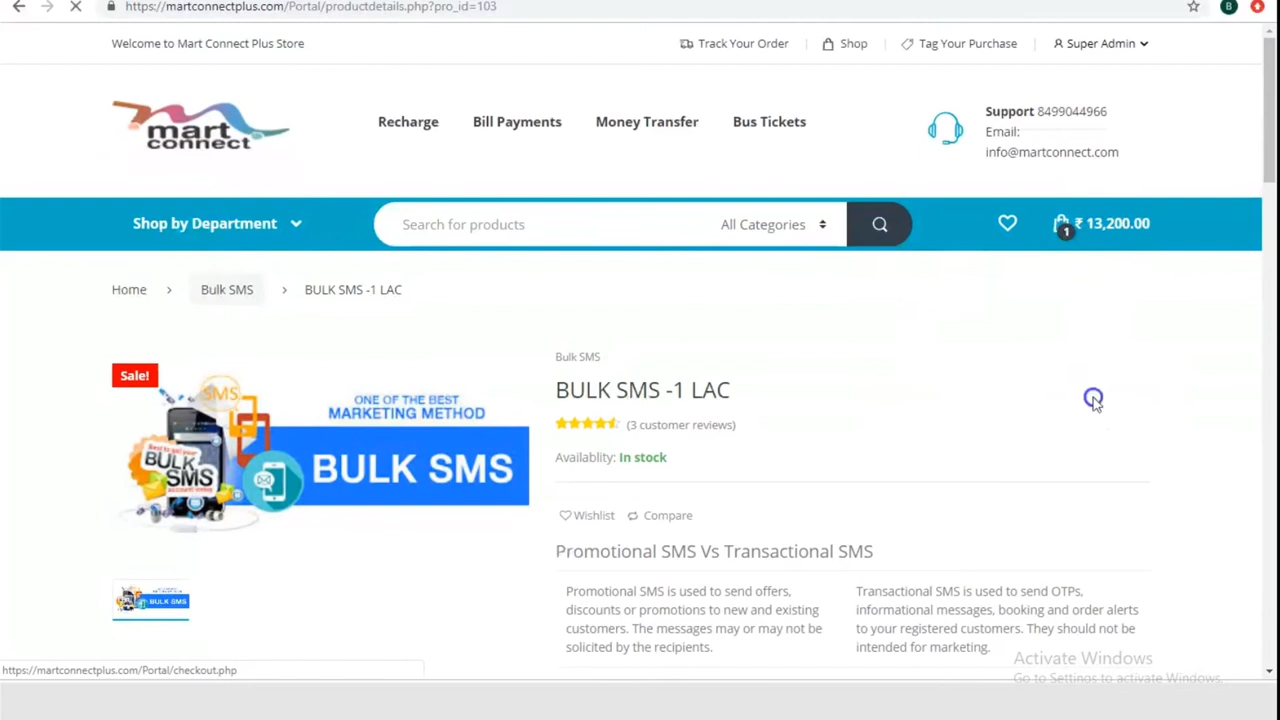 https://martconnectplus.com/Portal/productdetails.php?pro_id=103
B
Welcome to Mart Connect Plus Store
Track Your Order
Shop
Tag Your Purchase
Super Admin
mart
connect
Recharge
Bill Payments
Money Transfer
Bus Tickets
Support 8499044966
Email:
info@martconnect.com
Shop by Department
Search for products
All Categories
₹ 13,200.00
1
Home > Bulk SMS > BULK SMS -1 LAC
Sale!
SMS
ONE OF THE BEST
MARKETING METHOD
BULK SMS
BULK
SMS
Bulk SMS
BULK SMS -1 LAC
(3 customer reviews)
Availablity: In stock
Wishlist
Compare
Promotional SMS Vs Transactional SMS
Promotional SMS is used to send offers,
discounts or promotions to new and existing
customers. The messages may or may not be
solicited by the recipients.
Transactional SMS is used to send OTPs,
informational messages, booking and order alerts
to your registered customers. They should not be
intended for marketing.
BULK SMS
https://martconnectplus.com/Portal/checkout.php
Activate Windows
Go to Settings to activate Windows.